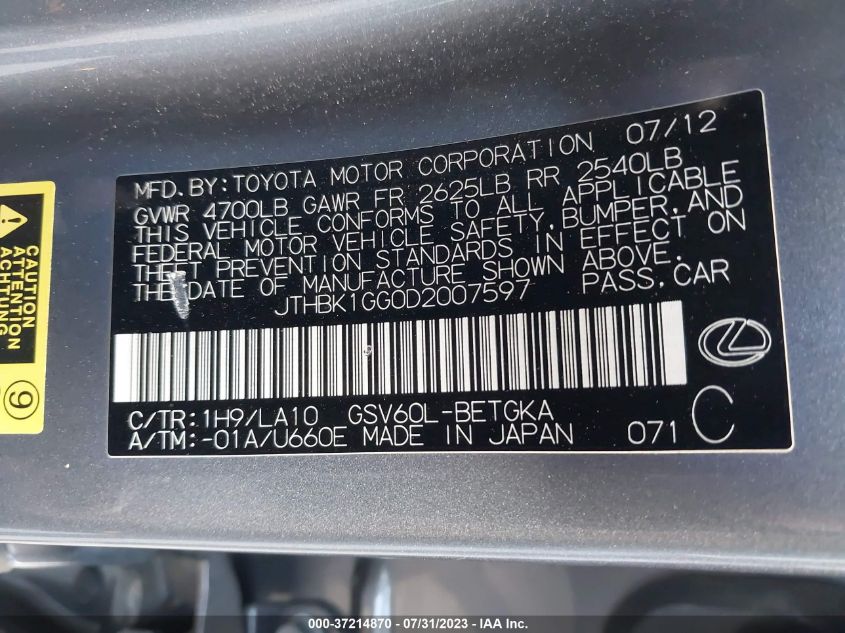 MFD. BY: TOYOTA MOTOR CORPORATION 07/12
GVWR 4700LB GAWR FR 2625LB RR 2540LB
THIS VEHICLE CONFORMS TO ALL APPLICABLE
FEDERAL MOTOR VEHICLE SAFETY, BUMPER, AND
THEFT PREVENTION STANDARDS IN EFFECT ON
THE DATE OF MANUFACTURE SHOWN ABOVE.
JTHBK1GG0D2007597 PASS. CAR
C/TR: 1H9/LA10 GSV60L-BETGKA
A/TM: -01A/U660E MADE IN JAPAN 071 C
CAUTION
ATTENTION
ACHTUNG
9
000-37214870 | 07/31/2023 - © IAA Inc.